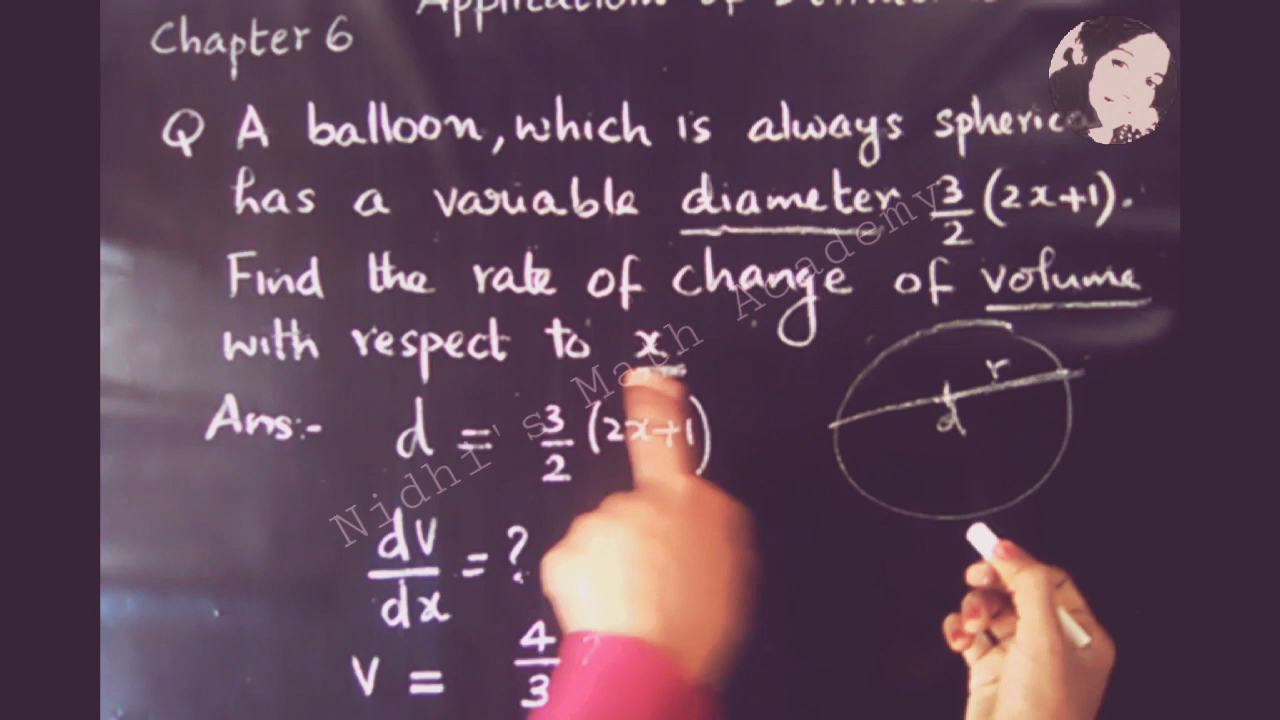 Chapter 6
Q A balloon, which is always spherica
has a variable diameter 3/2 (2x+1).
Find the rate of change of volume
with respect to x
Ans:- d = 3/2 (2x+1)
r
d
dv/dx = ?
V = 4/3
Nidhi's Math Academy